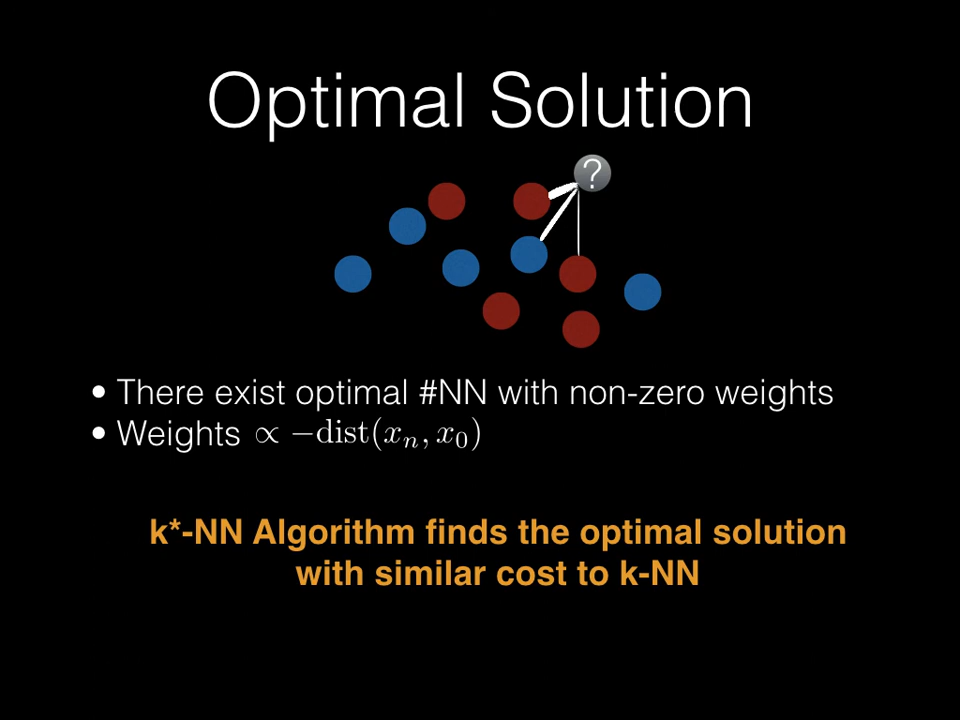 Optimal Solution
?
• There exist optimal #NN with non-zero weights
• Weights ∝ −dist(xₙ, x₀)
k*-NN Algorithm finds the optimal solution
with similar cost to k-NN